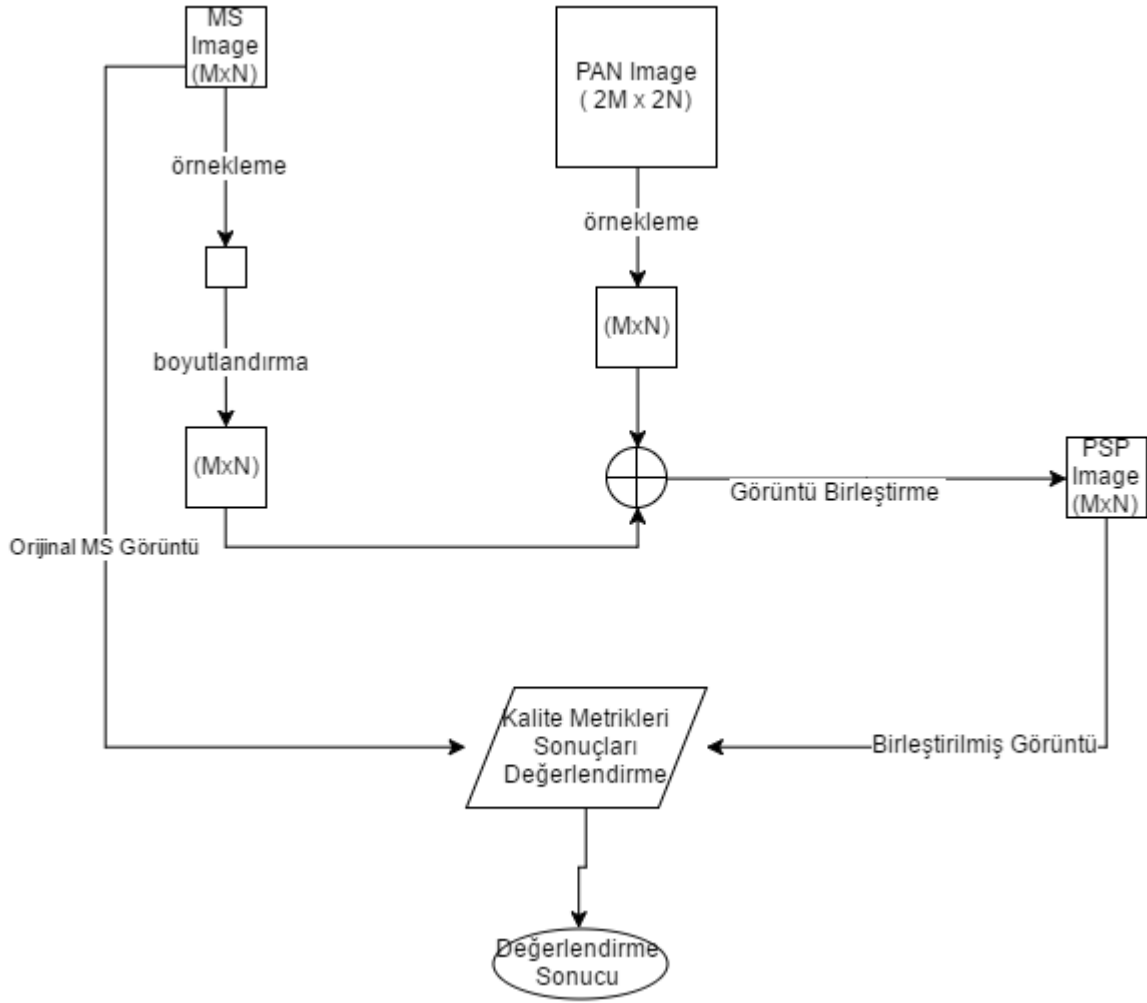 MS
Image
(MxN)
PAN Image
( 2M x 2N)
örnekleme
örnekleme
(MxN)
boyutlandırma
(MxN)
PSP
Image
(MxN)
Görüntü Birleştirme
Orijinal MS Görüntü
Kalite Metrikleri
Sonuçları
Değerlendirme
Birleştirilmiş Görüntü
Değerlendirme
Sonucu